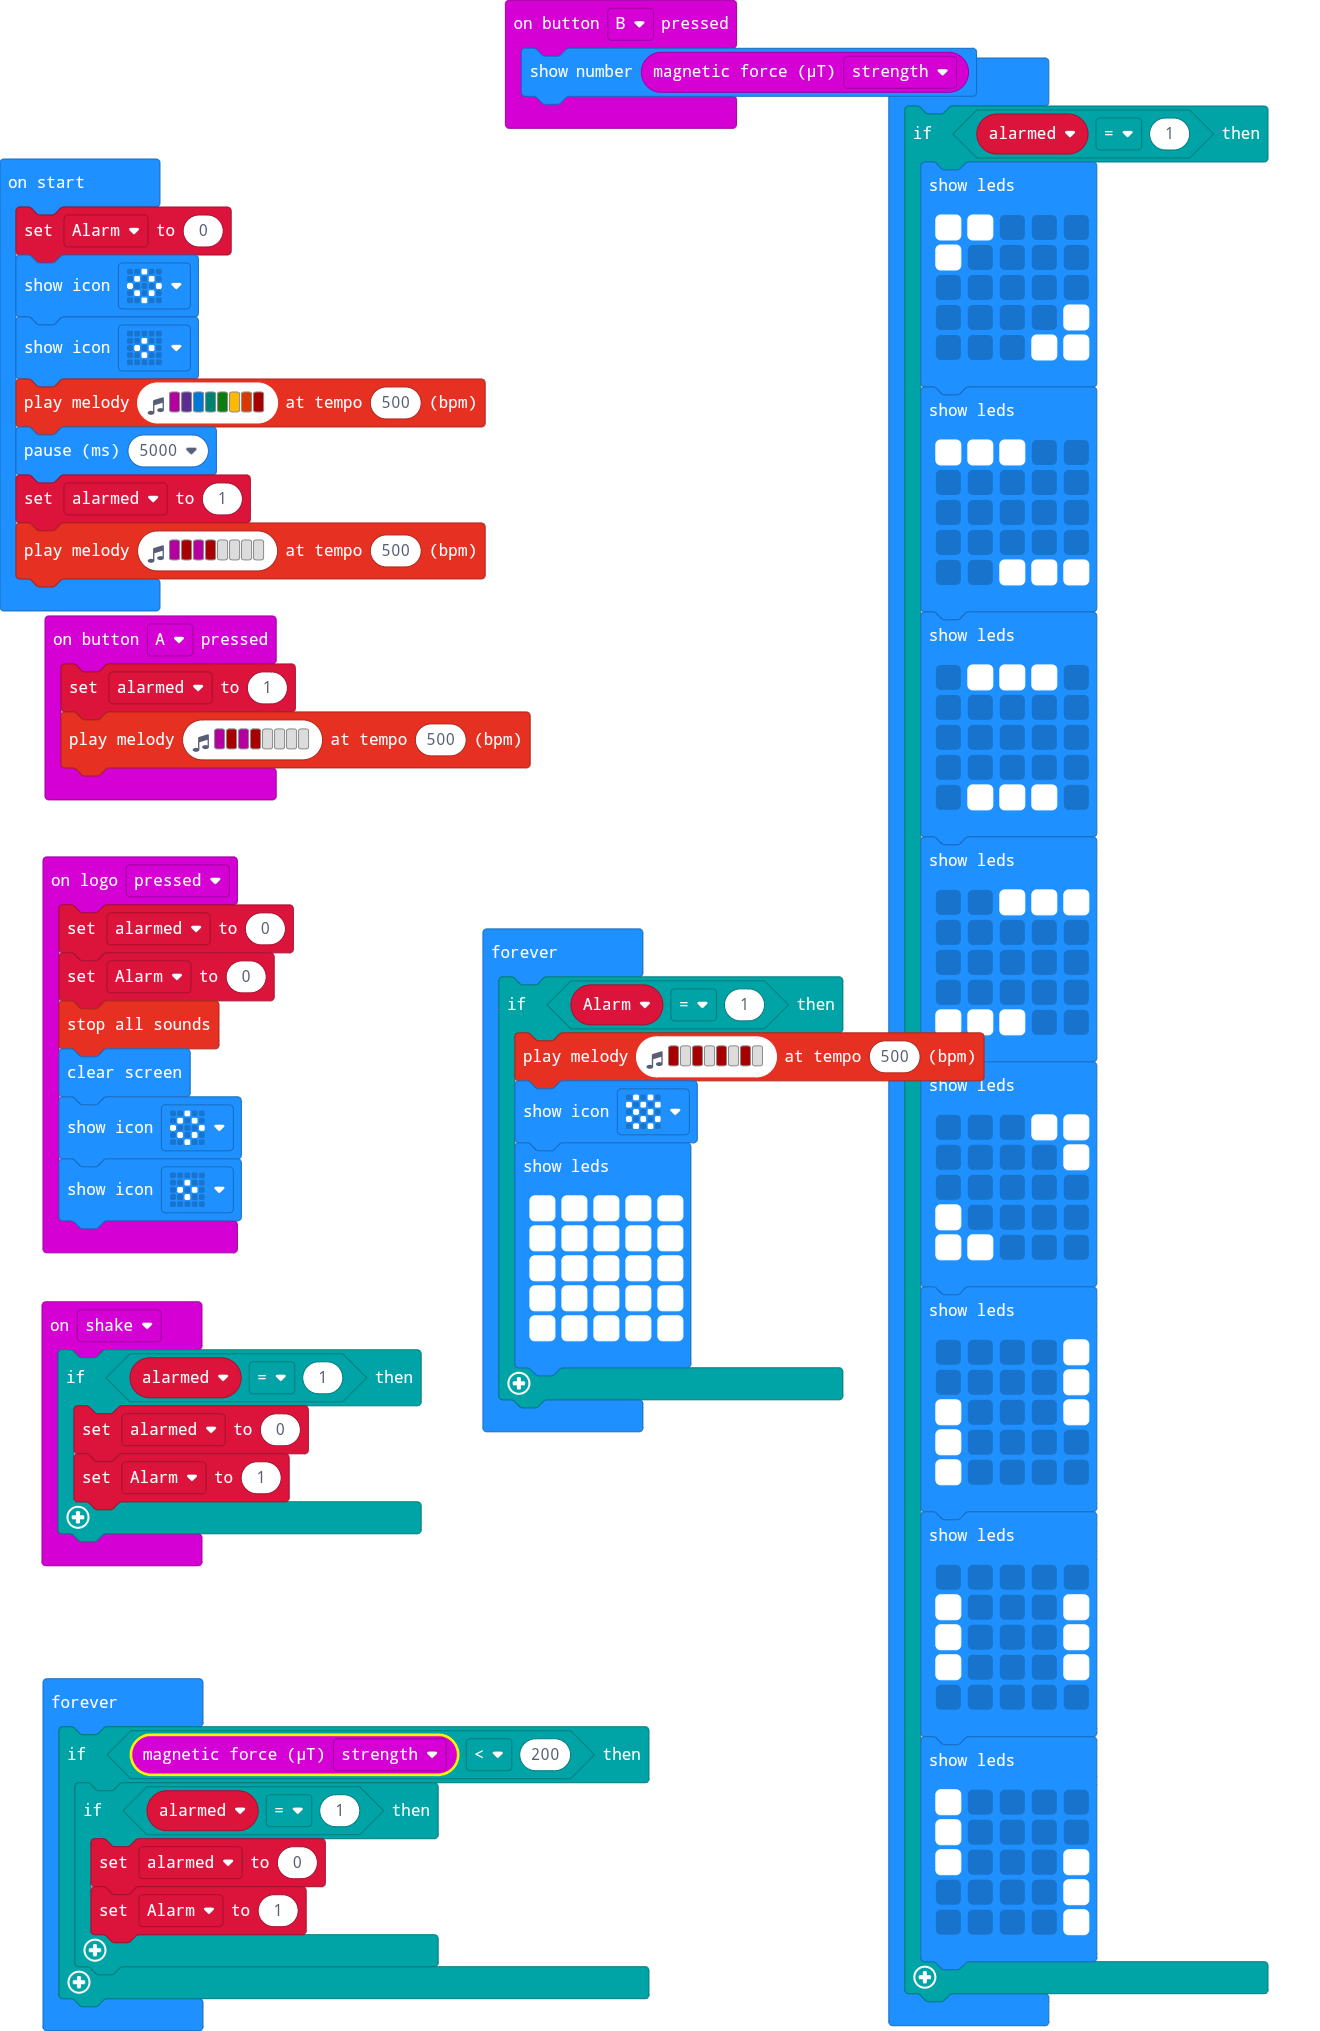 on button B pressed
show number magnetic force (µT) strength
if alarmed = 1 then
show leds
show leds
show leds
show leds
show leds
show leds
show leds
show leds
on start
set Alarm to 0
show icon
show icon
play melody at tempo 500 (bpm)
pause (ms) 5000
set alarmed to 1
play melody at tempo 500 (bpm)
on button A pressed
set alarmed to 1
play melody at tempo 500 (bpm)
on logo pressed
set alarmed to 0
set Alarm to 0
stop all sounds
clear screen
show icon
show icon
forever
if Alarm = 1 then
play melody at tempo 500 (bpm)
show icon
show leds
on shake
if alarmed = 1 then
set alarmed to 0
set Alarm to 1
forever
if magnetic force (µT) strength < 200 then
if alarmed = 1 then
set alarmed to 0
set Alarm to 1